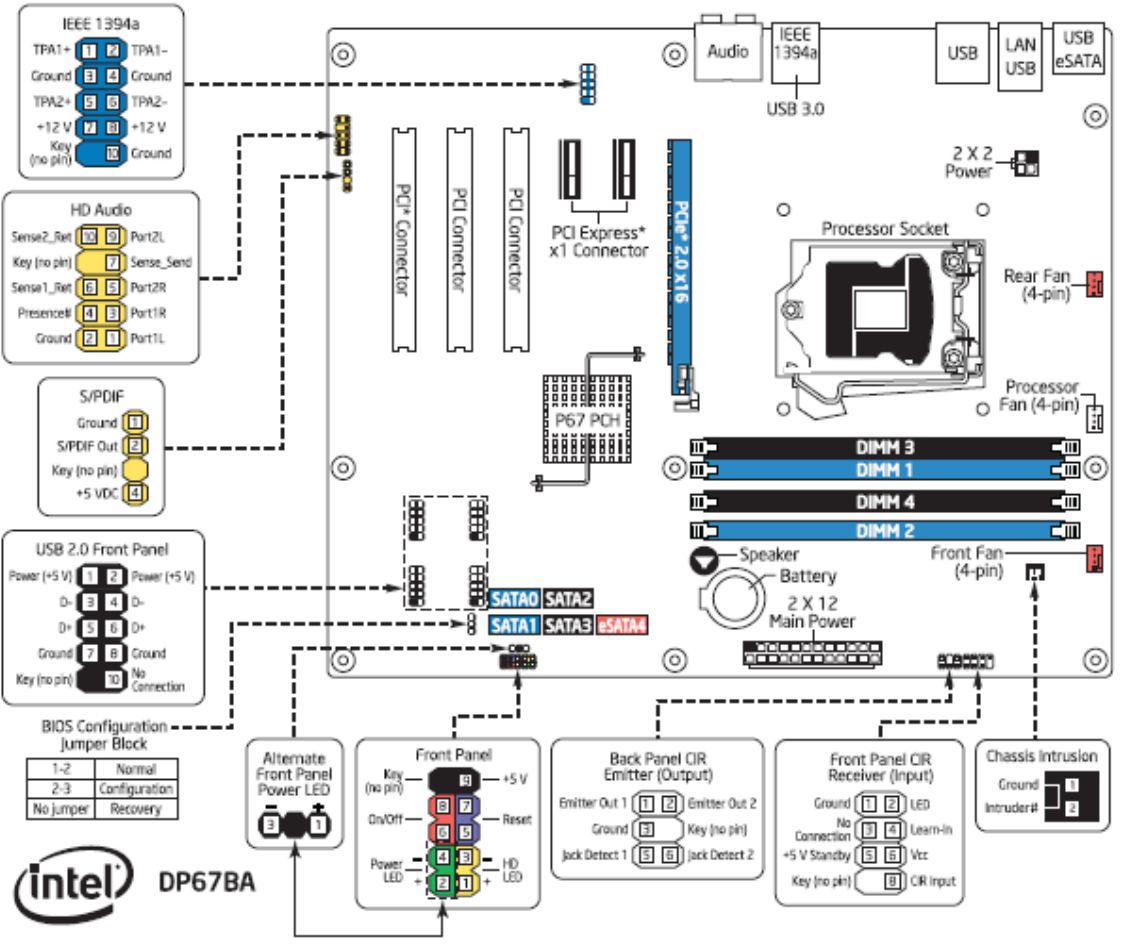 IEEE 1394a
TPA1+ 1 2 TPA1-
Ground 3 4 Ground
TPA2+ 5 6 TPA2-
+12 V 7 8 +12 V
Key (no pin) 10 Ground
HD Audio
Sense2_Ret 10 9 Port2L
Key (no pin) 7 Sense_Send
Sense1_Ret 6 5 Port2R
Presence# 4 3 Port1R
Ground 2 1 Port1L
S/PDIF
Ground 1
S/PDIF Out 2
Key (no pin)
+5 VDC 4
USB 2.0 Front Panel
Power (+5 V) 1 2 Power (+5 V)
D- 3 4 D-
D+ 5 6 D+
Ground 7 8 Ground
Key (no pin) 10 No Connection
BIOS Configuration
Jumper Block
1-2 Normal
2-3 Configuration
No jumper Recovery
intel
DP67BA
Audio
IEEE
1394a
USB 3.0
USB
LAN
USB
USB
eSATA
2 X 2
Power
PCI* Connector
PCI Connector
PCI Connector
PCI Express*
x1 Connector
PCIe* 2.0 x16
Processor Socket
Rear Fan
(4-pin)
Processor
Fan (4-pin)
P67 PCH
DIMM 3
DIMM 1
DIMM 4
DIMM 2
Speaker
Battery
Front Fan
(4-pin)
2 X 12
Main Power
SATA0 SATA2
SATA1 SATA3 eSATA4
Alternate
Front Panel
Power LED
- +
3 1
Front Panel
Key (no pin) 9 +5 V
On/Off 8 7 Reset
6 5
Power LED - 4 3 - HD LED
+ 2 1 +
Back Panel CIR
Emitter (Output)
Emitter Out 1 1 2 Emitter Out 2
Ground 3 Key (no pin)
Jack Detect 1 5 6 Jack Detect 2
Front Panel CIR
Receiver (Input)
Ground 1 2 LED
No Connection 3 4 Learn-in
+5 V Standby 5 6 Vcc
Key (no pin) 8 CIR Input
Chassis Intrusion
Ground 1
Intruder# 2